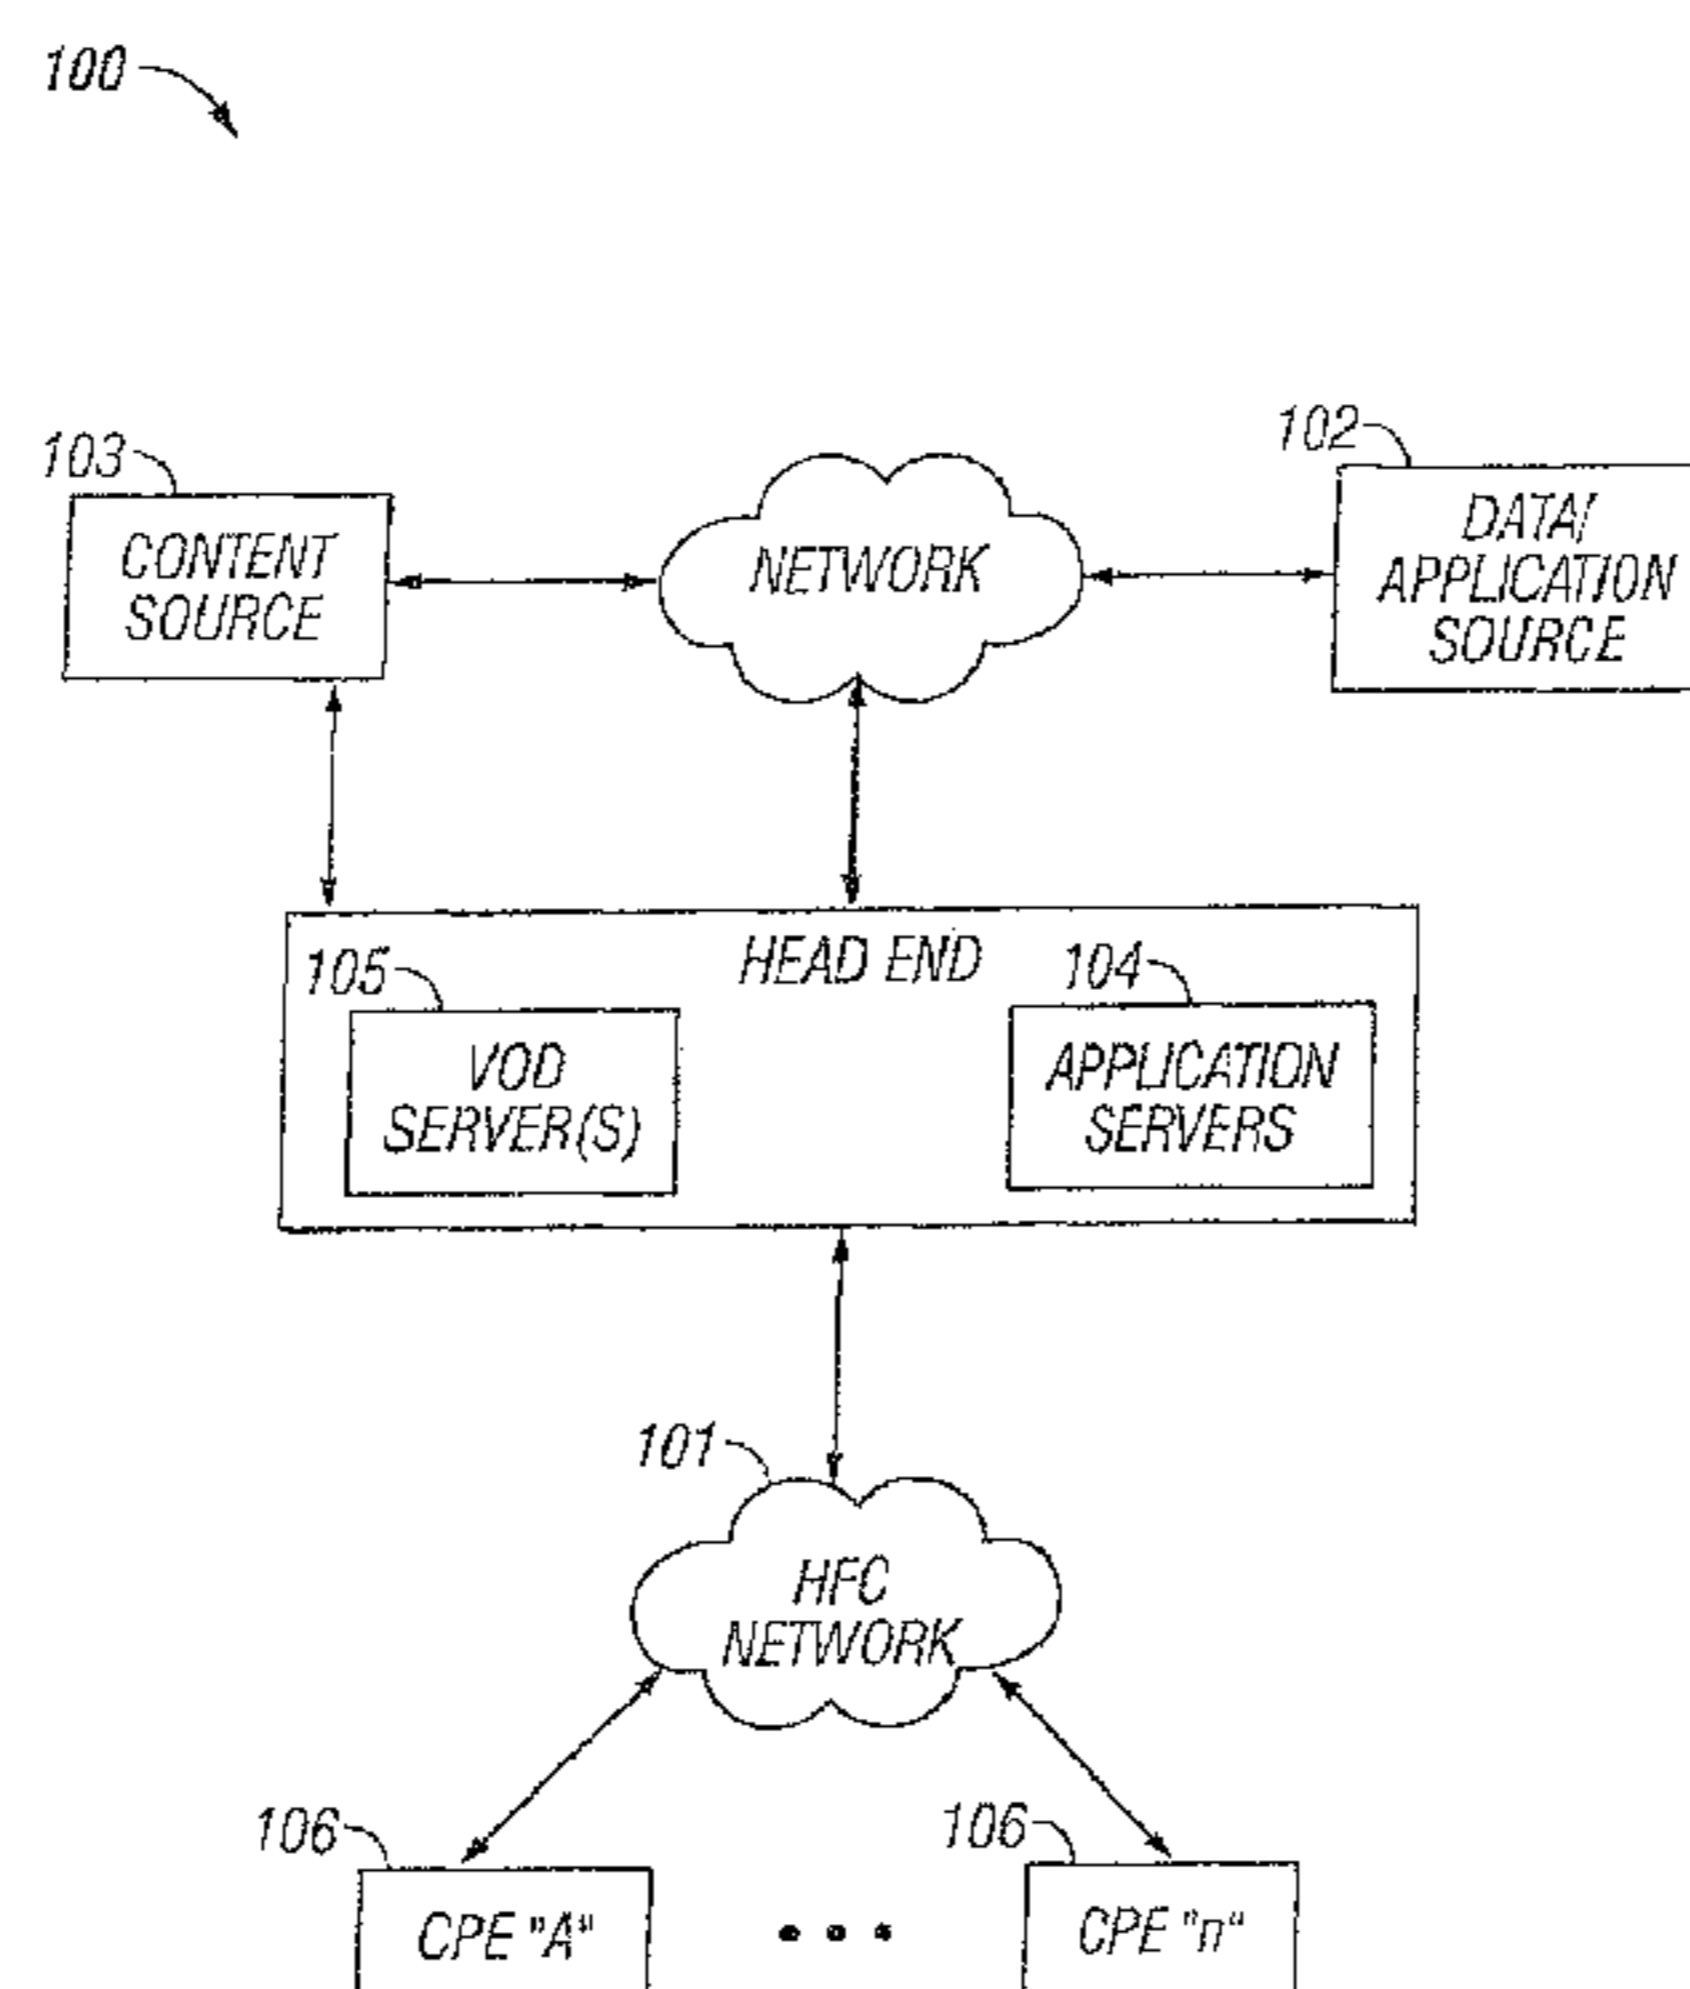 100
103
102
CONTENT
SOURCE
NETWORK
DATA/
APPLICATION
SOURCE
HEAD END
105
104
VOD
SERVER(S)
APPLICATION
SERVERS
101
HFC
NETWORK
106
106
CPE "A"
• • •
CPE "n"